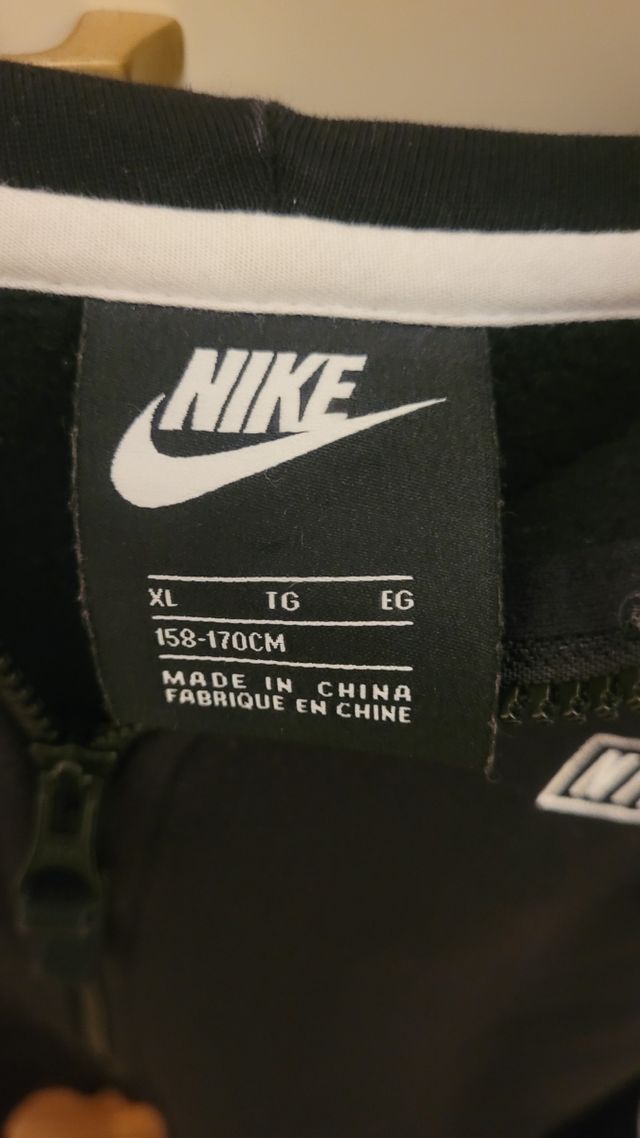 NIKE
XL TG EG
158-170CM
MADE IN CHINA
FABRIQUE EN CHINE